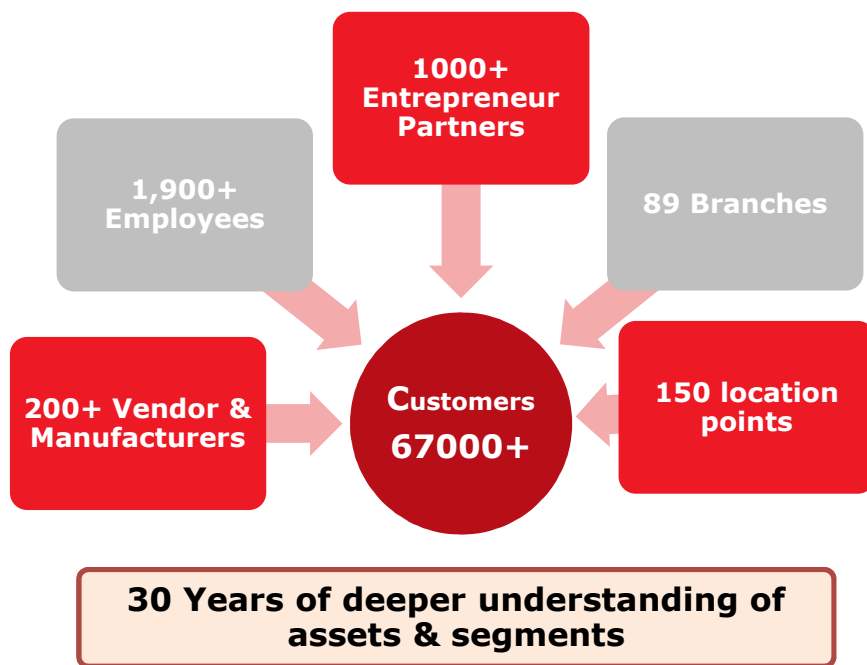 1000+
Entrepreneur
Partners
1,900+
Employees
89 Branches
200+ Vendor &
Manufacturers
Customers
67000+
150 location
points
30 Years of deeper understanding of
assets & segments